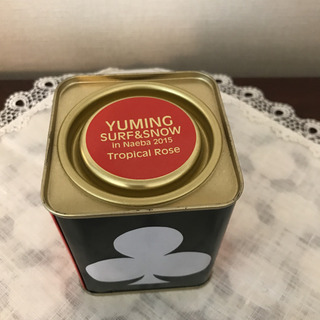 YUMING
SURF&SNOW
in Naeba 2015
Tropical Rose